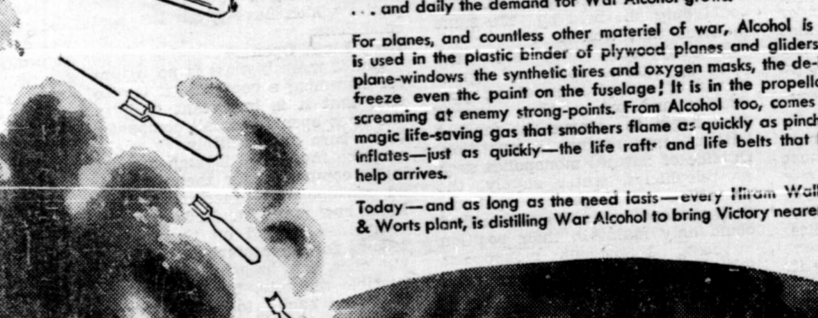 . . . and daily the demand for War Alcohol
For planes, and countless other materiel of war, Alcohol is
is used in the plastic binder of plywood planes and gliders
plane-windows the synthetic tires and oxygen masks, the de-
freeze even the paint on the fuselage! It is in the propell
screaming at enemy strong-points. From Alcohol too, comes
magic life-saving gas that smothers flame as quickly as pinch
inflates—just as quickly—the life raft and life belts that
help arrives.
Today—and as long as the need lasts—every Hiram Wal
& Worts plant, is distilling War Alcohol to bring Victory neare